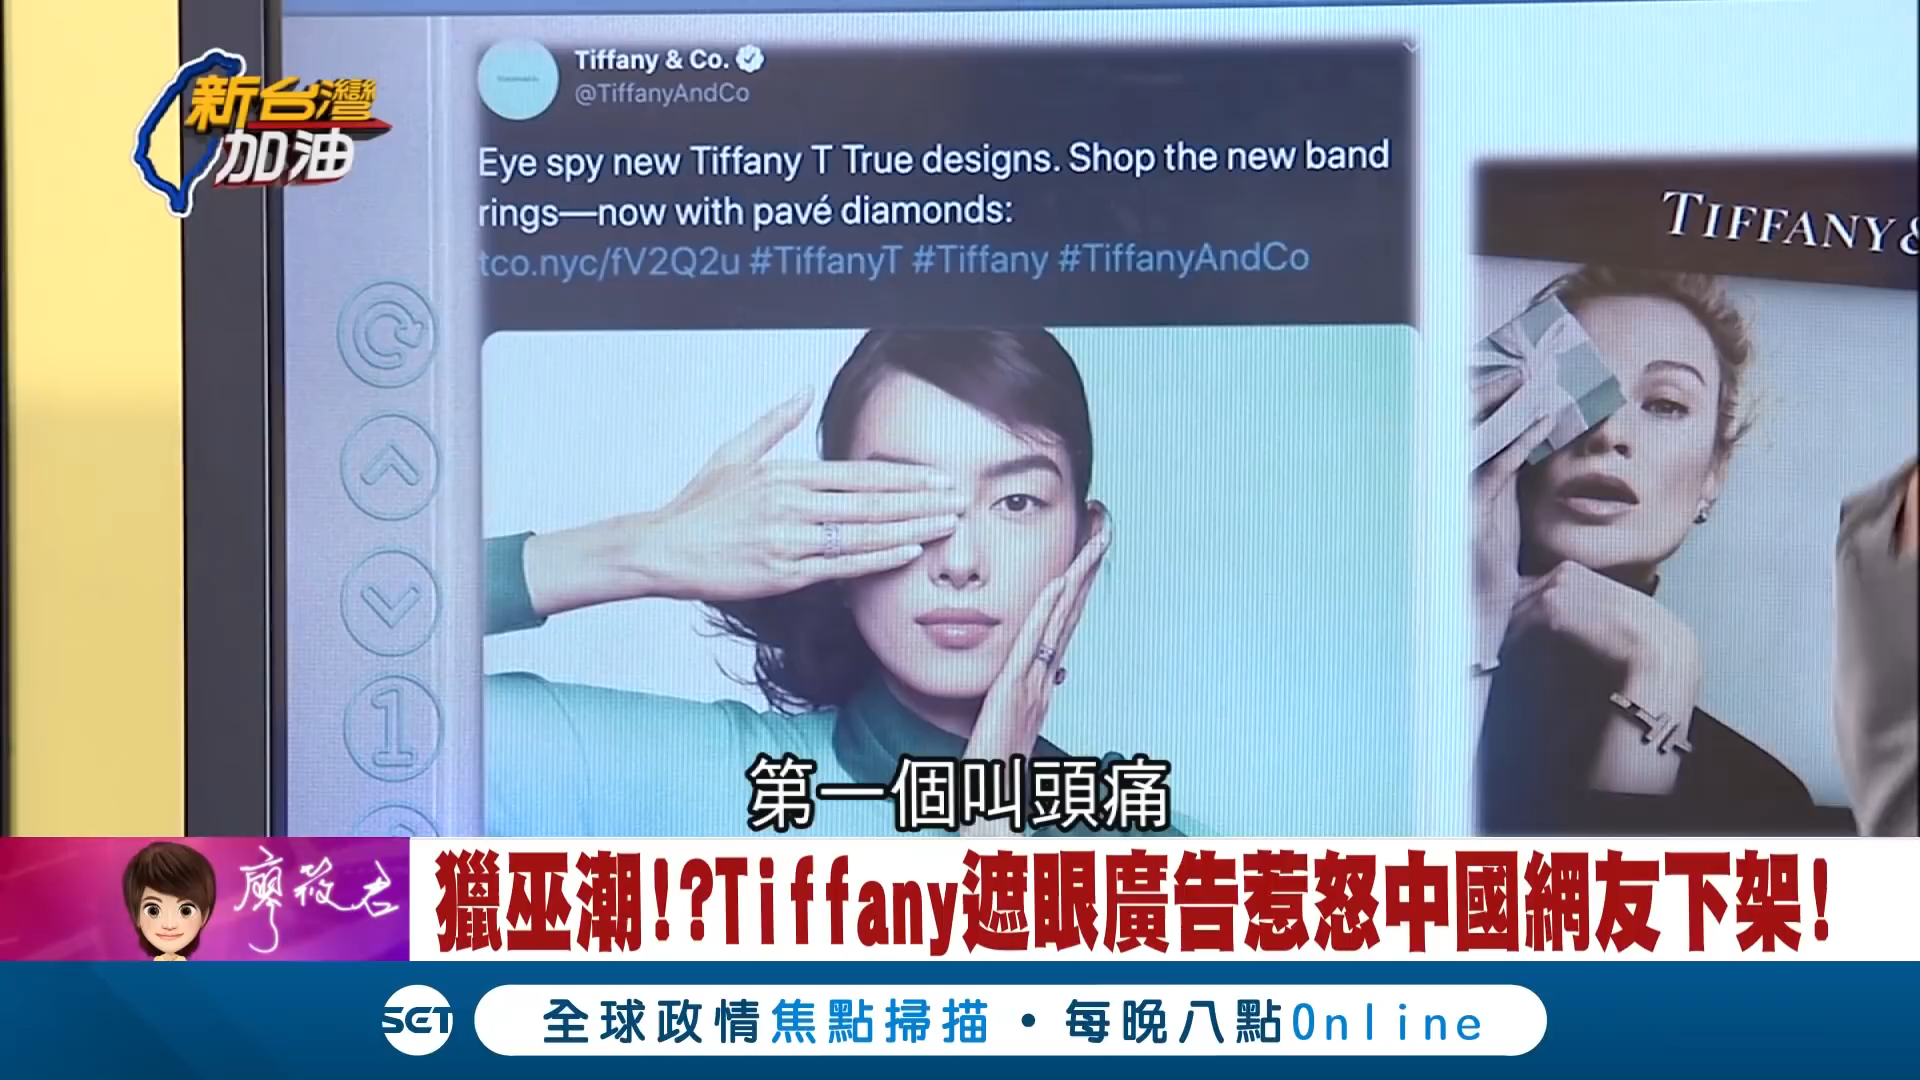 新台灣
加油
Tiffany & Co.
@TiffanyAndCo
Eye spy new Tiffany T True designs. Shop the new band
rings—now with pavé diamonds:
tco.nyc/fV2Q2u #TiffanyT #Tiffany #TiffanyAndCo
TIFFANY &
1
第一個叫頭痛
廖筱君
獵巫潮!?Tiffany遮眼廣告惹怒中國網友下架!
SET
全球政情焦點掃描・每晚八點Online